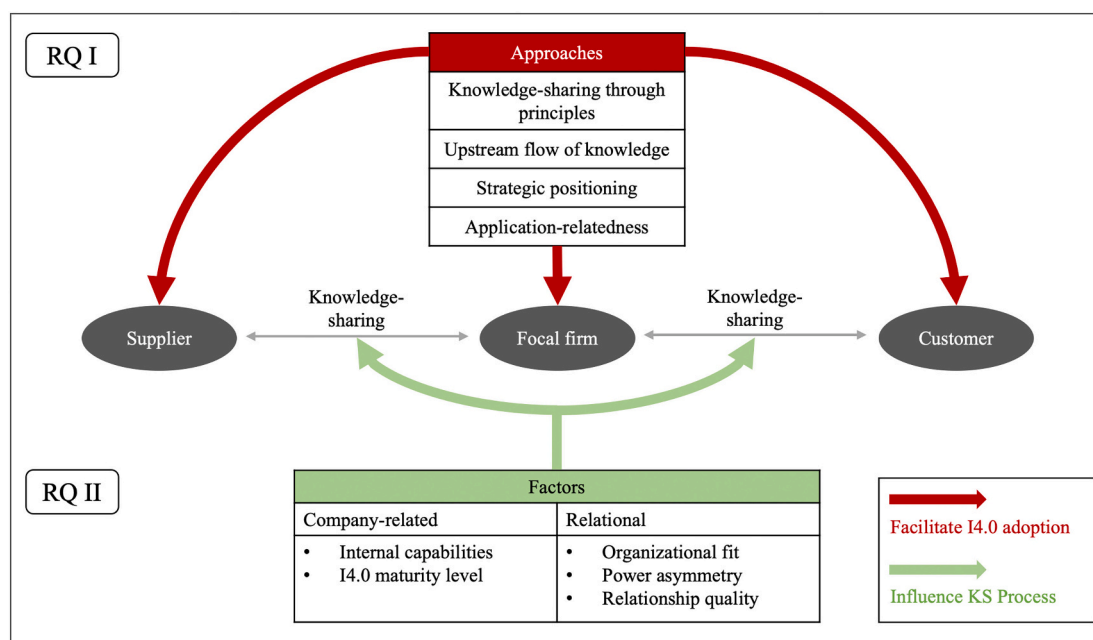 RQ I
Approaches
Knowledge-sharing through
principles
Upstream flow of knowledge
Strategic positioning
Application-relatedness
Knowledge-
sharing
Knowledge-
sharing
Supplier
Focal firm
Customer
RQ II
Factors
Company-related
Relational
• Internal capabilities
• I4.0 maturity level
• Organizational fit
• Power asymmetry
• Relationship quality
Facilitate I4.0 adoption
Influence KS Process